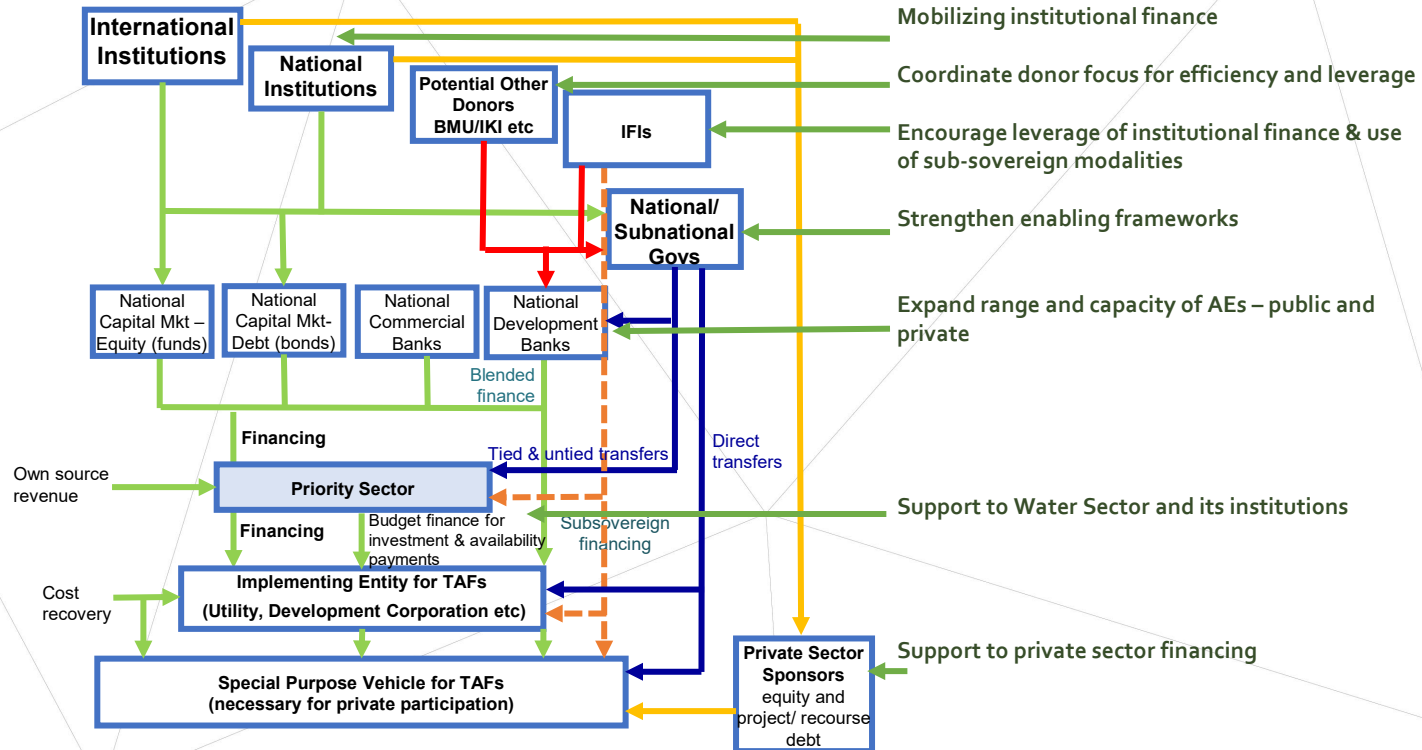 International
Institutions
National
Institutions
Potential Other
Donors
BMU/IKI etc
IFIs
National/
Subnational
Govs
National
Capital Mkt –
Equity (funds)
National
Capital Mkt-
Debt (bonds)
National
Commercial
Banks
National
Development
Banks
Blended
finance
Financing
Tied & untied transfers
Direct
transfers
Own source
revenue
Priority Sector
Financing
Budget finance for
investment & availability
payments
Subsovereign
financing
Cost
recovery
Implementing Entity for TAFs
(Utility, Development Corporation etc)
Special Purpose Vehicle for TAFs
(necessary for private participation)
Private Sector
Sponsors
equity and
project/ recourse
debt
Mobilizing institutional finance
Coordinate donor focus for efficiency and leverage
Encourage leverage of institutional finance & use
of sub-sovereign modalities
Strengthen enabling frameworks
Expand range and capacity of AEs – public and
private
Support to Water Sector and its institutions
Support to private sector financing